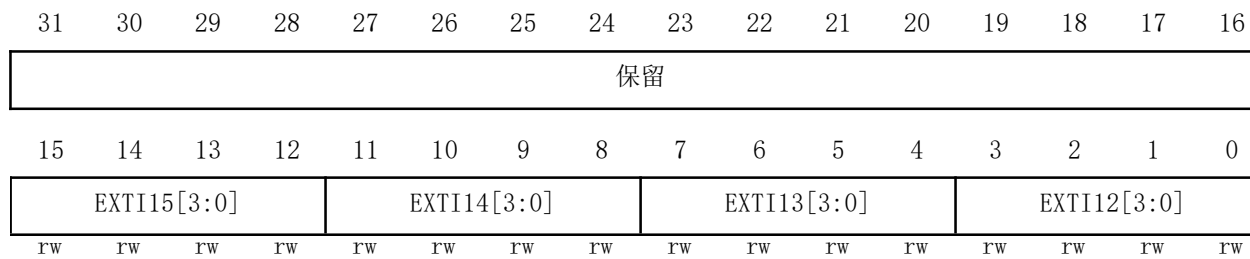 31 30 29 28 27 26 25 24 23 22 21 20 19 18 17 16
保留
15 14 13 12 11 10 9 8 7 6 5 4 3 2 1 0
EXTI15[3:0] EXTI14[3:0] EXTI13[3:0] EXTI12[3:0]
rw rw rw rw rw rw rw rw rw rw rw rw rw rw rw rw